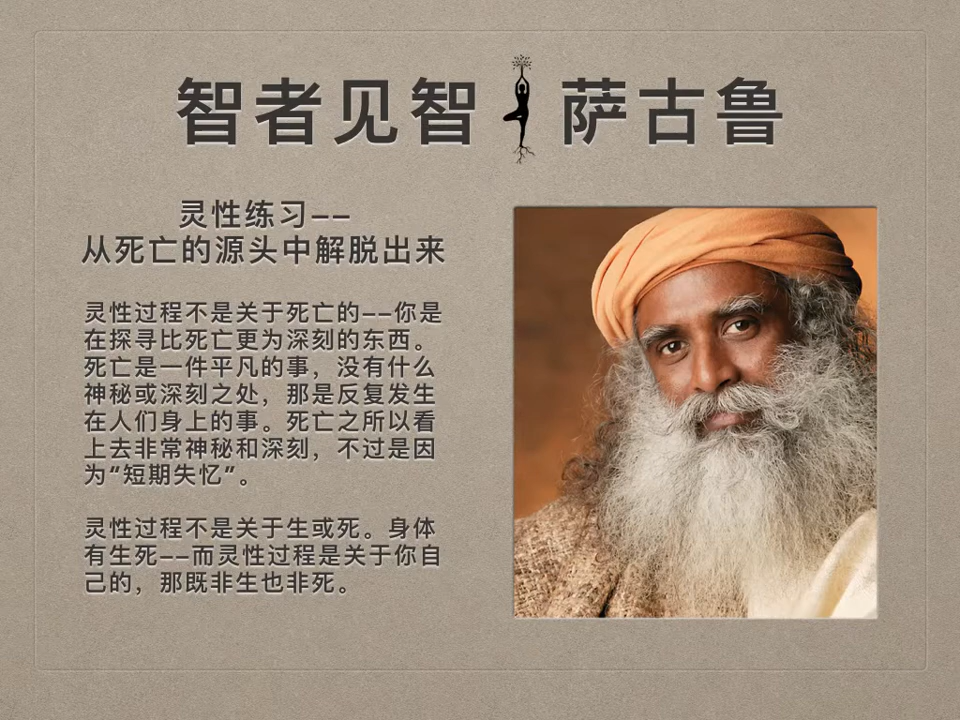 智者见智 萨古鲁
灵性练习––
从死亡的源头中解脱出来
灵性过程不是关于死亡的––你是
在探寻比死亡更为深刻的东西。
死亡是一件平凡的事，没有什么
神秘或深刻之处，那是反复发生
在人们身上的事。死亡之所以看
上去非常神秘和深刻，不过是因
为“短期失忆”。
灵性过程不是关于生或死。身体
有生死––而灵性过程是关于你自
己的，那既非生也非死。